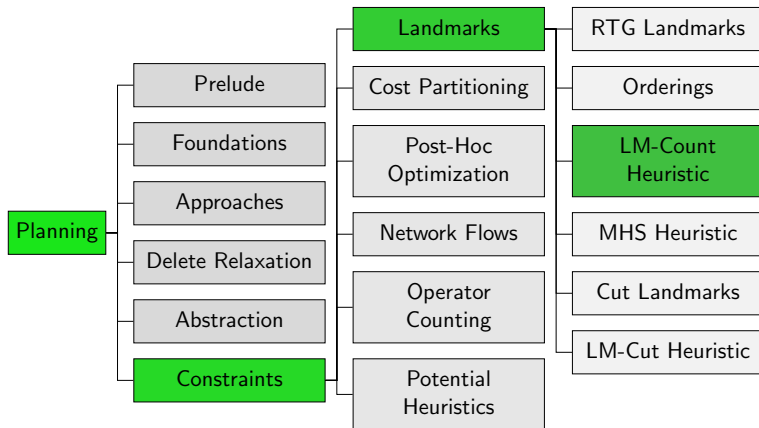 Planning
Prelude
Foundations
Approaches
Delete Relaxation
Abstraction
Constraints
Landmarks
Cost Partitioning
Post-Hoc
Optimization
Network Flows
Operator
Counting
Potential
Heuristics
RTG Landmarks
Orderings
LM-Count
Heuristic
MHS Heuristic
Cut Landmarks
LM-Cut Heuristic